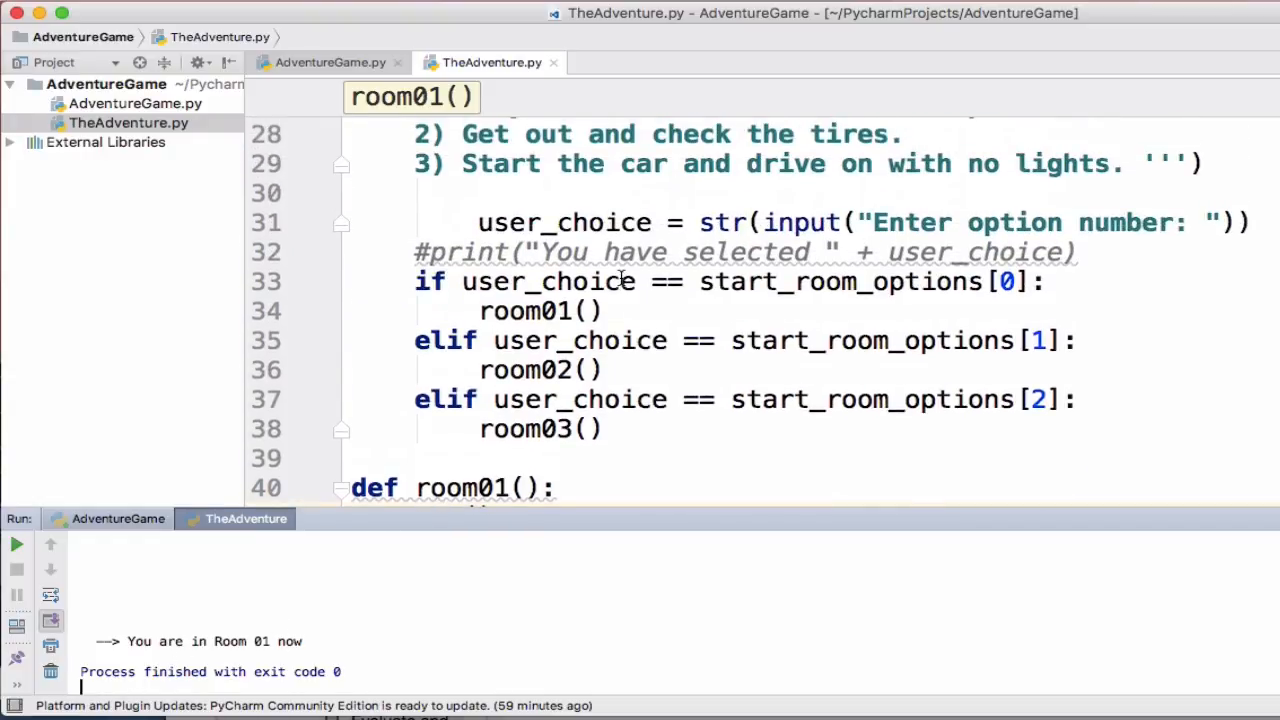 TheAdventure.py - AdventureGame - [~/PycharmProjects/AdventureGame]
AdventureGame TheAdventure.py
Project AdventureGame.py TheAdventure.py
AdventureGame ~/Pycharm
AdventureGame.py
TheAdventure.py
External Libraries
room01()
28 2) Get out and check the tires.
29 3) Start the car and drive on with no lights. ''')
30
31 user_choice = str(input("Enter option number: "))
32 #print("You have selected " + user_choice)
33 if user_choice == start_room_options[0]:
34 room01()
35 elif user_choice == start_room_options[1]:
36 room02()
37 elif user_choice == start_room_options[2]:
38 room03()
39
40 def room01():
Run: AdventureGame TheAdventure
—–> You are in Room 01 now
Process finished with exit code 0
Platform and Plugin Updates: PyCharm Community Edition is ready to update. (59 minutes ago)